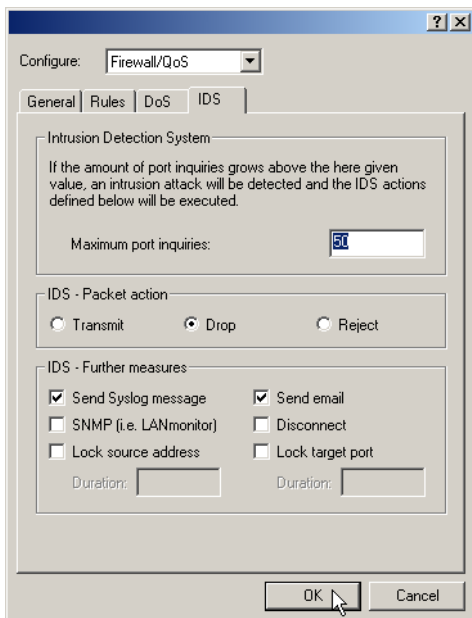 Configure: Firewall/QoS
General Rules DoS IDS
Intrusion Detection System
If the amount of port inquiries grows above the here given
value, an intrusion attack will be detected and the IDS actions
defined below will be executed.
Maximum port inquiries: 50
IDS - Packet action
Transmit Drop Reject
IDS - Further measures
Send Syslog message Send email
SNMP (i.e. LANmonitor) Disconnect
Lock source address Lock target port
Duration: Duration:
OK Cancel